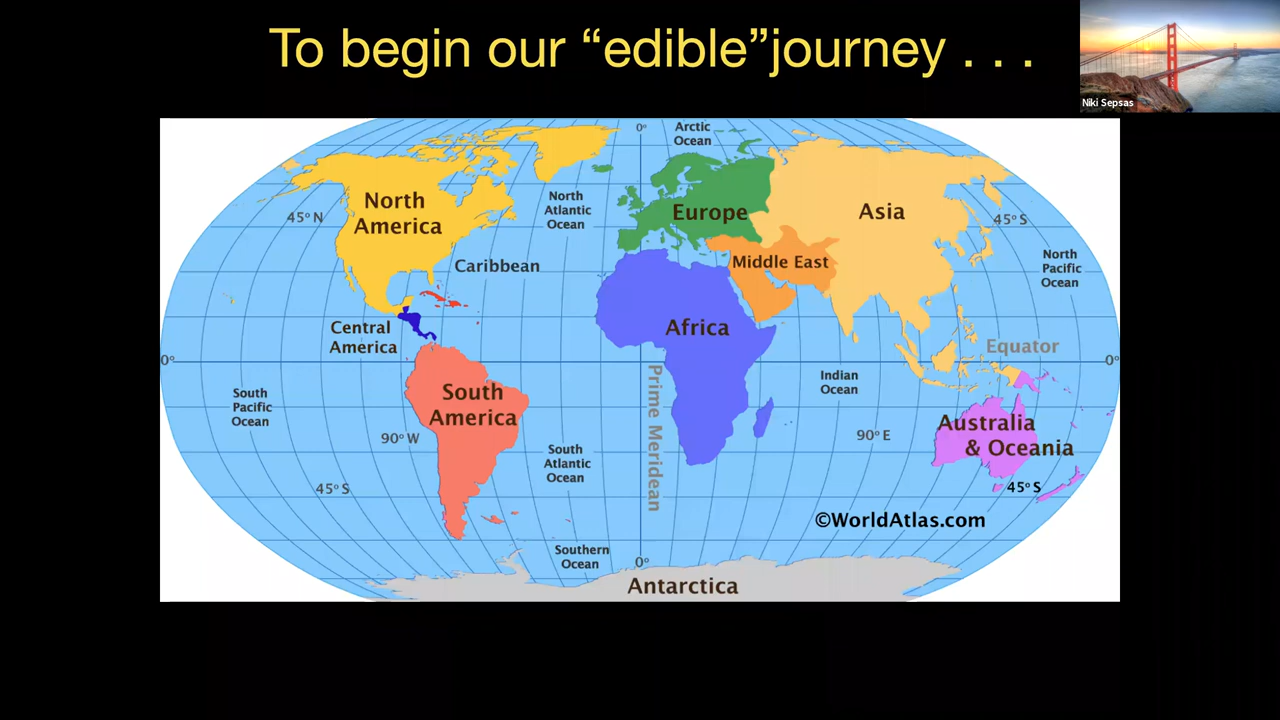 To begin our “edible”journey . . .
Niki Sepsas
0°
Arctic
Ocean
North
America
45° N
North
Atlantic
Ocean
Europe
Asia
45° S
Caribbean
Middle East
North
Pacific
Ocean
Central
America
Africa
Equator
0°
0°
South
Pacific
Ocean
South
America
Prime Meridean
Indian
Ocean
90° W
90° E
Australia
& Oceania
South
Atlantic
Ocean
45° S
45° S
©WorldAtlas.com
Southern
Ocean
0°
Antarctica